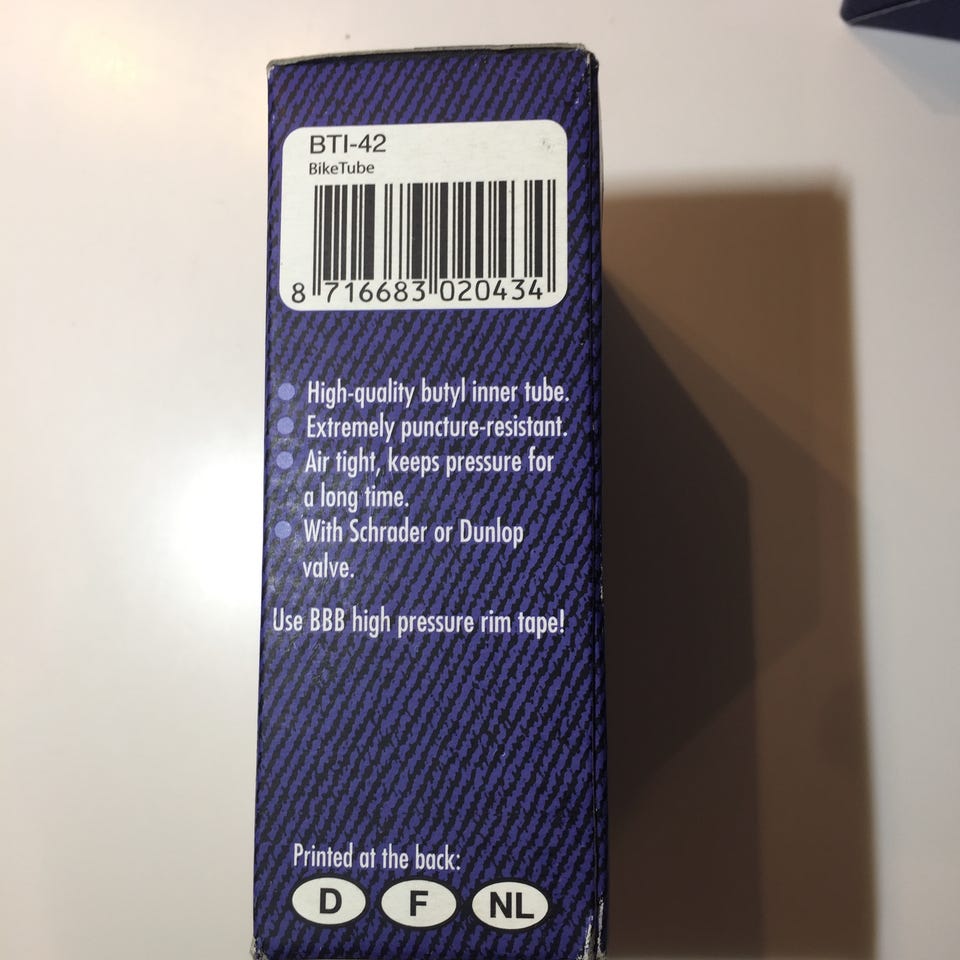 BTI-42
BikeTube
8 716683 020434
High-quality butyl inner tube.
Extremely puncture-resistant.
Air tight, keeps pressure for
a long time.
With Schrader or Dunlop
valve.
Use BBB high pressure rim tape!
Printed at the back:
D F NL